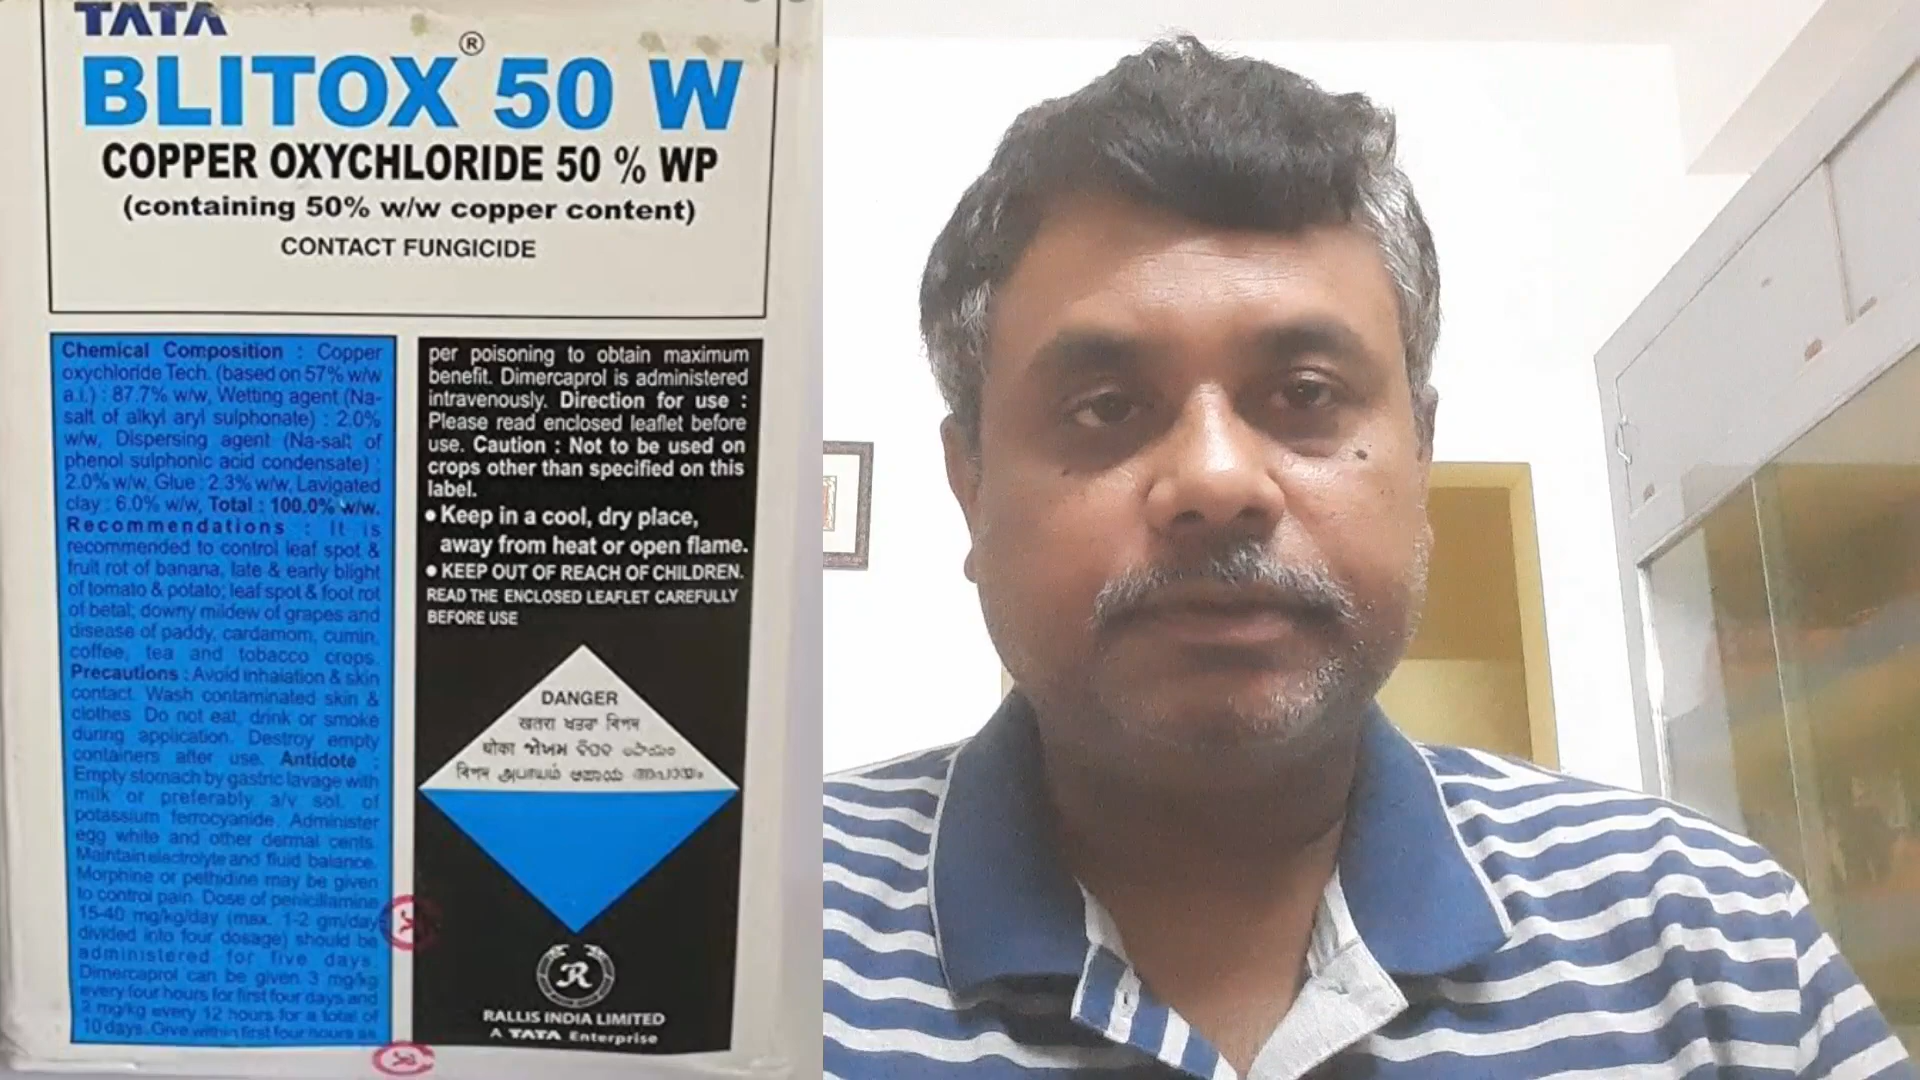 TATA
BLITOX® 50 W
COPPER OXYCHLORIDE 50 % WP
(containing 50% w/w copper content)
CONTACT FUNGICIDE
Chemical Composition : Copper
oxychloride Tech. (based on 57% w/w
a.i.) : 87.7% w/w, Wetting agent (Na-
salt of alkyl aryl sulphonate) : 2.0%
w/w, Dispersing agent (Na-salt of
phenol sulphonic acid condensate) :
2.0% w/w, Glue : 2.3% w/w, Lavigated
clay : 6.0% w/w, Total : 100.0% w/w.
Recommendations : It is
recommended to control leaf spot &
fruit rot of banana, late & early blight
of tomato & potato; leaf spot & foot rot
of betal; downy mildew of grapes and
disease of paddy, cardamom, cumin,
coffee, tea and tobacco crops.
Precautions : Avoid inhalation & skin
contact. Wash contaminated skin &
clothes. Do not eat, drink or smoke
during application. Destroy empty
containers after use. Antidote :
Empty stomach by gastric lavage with
milk or preferably a/v sol. of
potassium ferrocyanide. Administer
egg white and other dermal cents.
Maintain electrolyte and fluid balance.
Morphine or pethidine may be given
to control pain. Dose of penicillamine
15-40 mg/kg/day (max. 1-2 gm/day
divided into four dosage) should be
administered for five days.
Dimercaprol can be given 3 mg/kg
every four hours for first four days and
2 mg/kg every 12 hours for a total of
10 days. Give within first four hours as
per poisoning to obtain maximum
benefit. Dimercaprol is administered
intravenously. Direction for use :
Please read enclosed leaflet before
use. Caution : Not to be used on
crops other than specified on this
label.
• Keep in a cool, dry place,
away from heat or open flame.
• KEEP OUT OF REACH OF CHILDREN.
READ THE ENCLOSED LEAFLET CAREFULLY
BEFORE USE
DANGER
खतरा ਖਤਰਾ বিপদ
धोका જોખમ ବିପଦ
বিপদ அபாயம் ಅಪಾಯ അപായം
R
RALLIS INDIA LIMITED
A TATA Enterprise